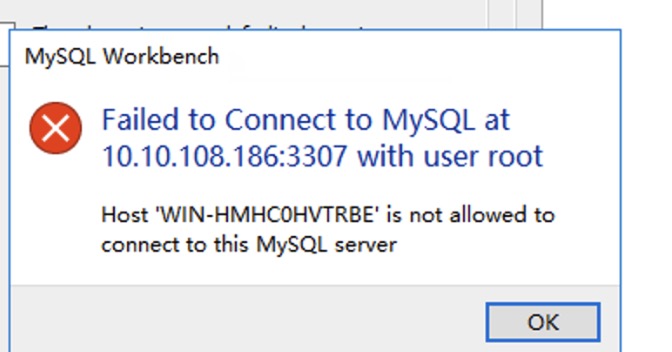 MySQL Workbench
Failed to Connect to MySQL at
10.10.108.186:3307 with user root
Host 'WIN-HMHC0HVTRBE' is not allowed to
connect to this MySQL server
OK